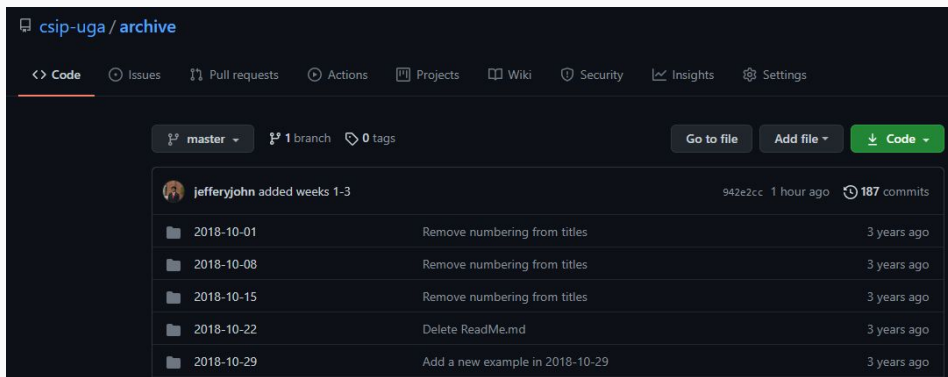 csip-uga / archive
Code Issues Pull requests Actions Projects Wiki Security Insights Settings
master 1 branch 0 tags Go to file Add file Code
jefferyjohn added weeks 1-3 942e2cc 1 hour ago 187 commits
2018-10-01 Remove numbering from titles 3 years ago
2018-10-08 Remove numbering from titles 3 years ago
2018-10-15 Remove numbering from titles 3 years ago
2018-10-22 Delete ReadMe.md 3 years ago
2018-10-29 Add a new example in 2018-10-29 3 years ago